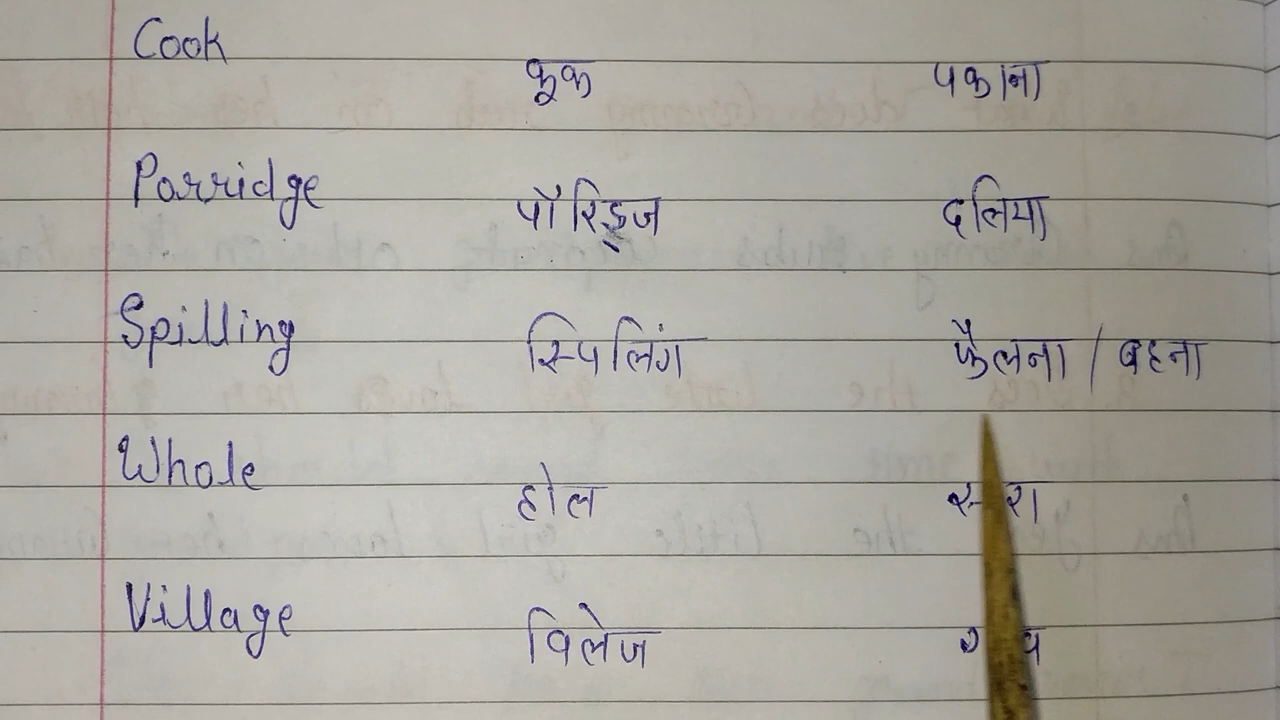 Cook कूक पकाना
Porridge पॉरिड्ज दलिया
Spilling स्पिलिंग फैलना / बहना
Whole होल
Village विलेज